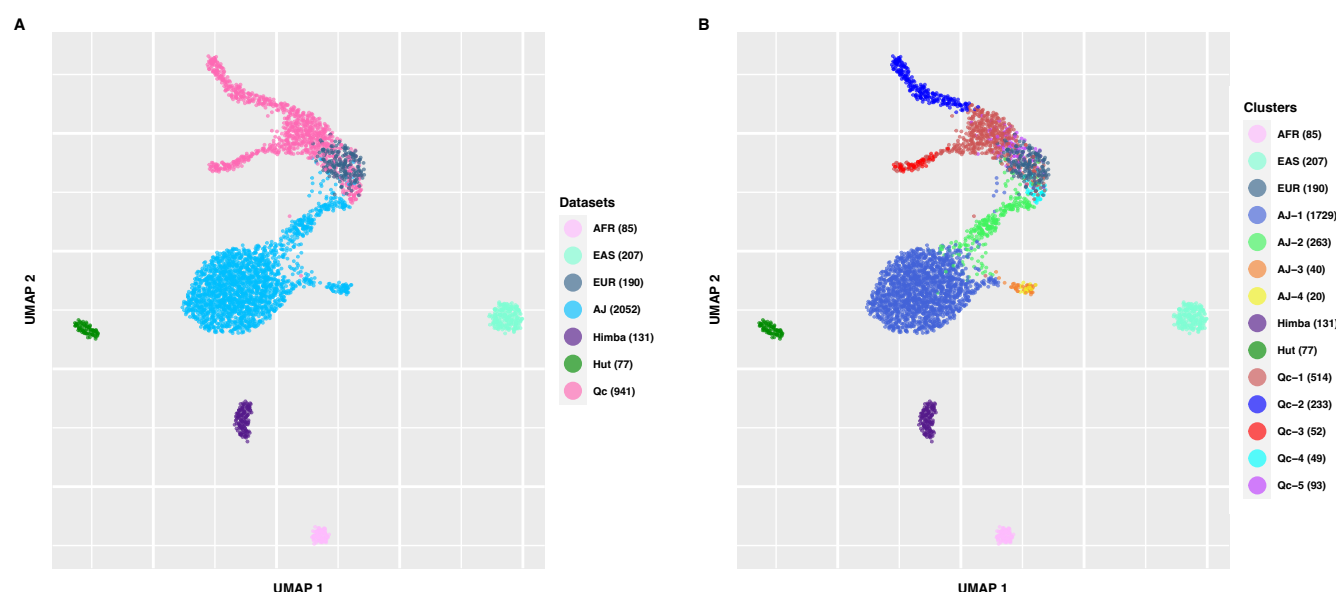 A
UMAP 2
UMAP 1
Datasets
AFR (85)
EAS (207)
EUR (190)
AJ (2052)
Himba (131)
Hut (77)
Qc (941)
B
UMAP 2
UMAP 1
Clusters
AFR (85)
EAS (207)
EUR (190)
AJ−1 (1729)
AJ−2 (263)
AJ−3 (40)
AJ−4 (20)
Himba (131)
Hut (77)
Qc−1 (514)
Qc−2 (233)
Qc−3 (52)
Qc−4 (49)
Qc−5 (93)